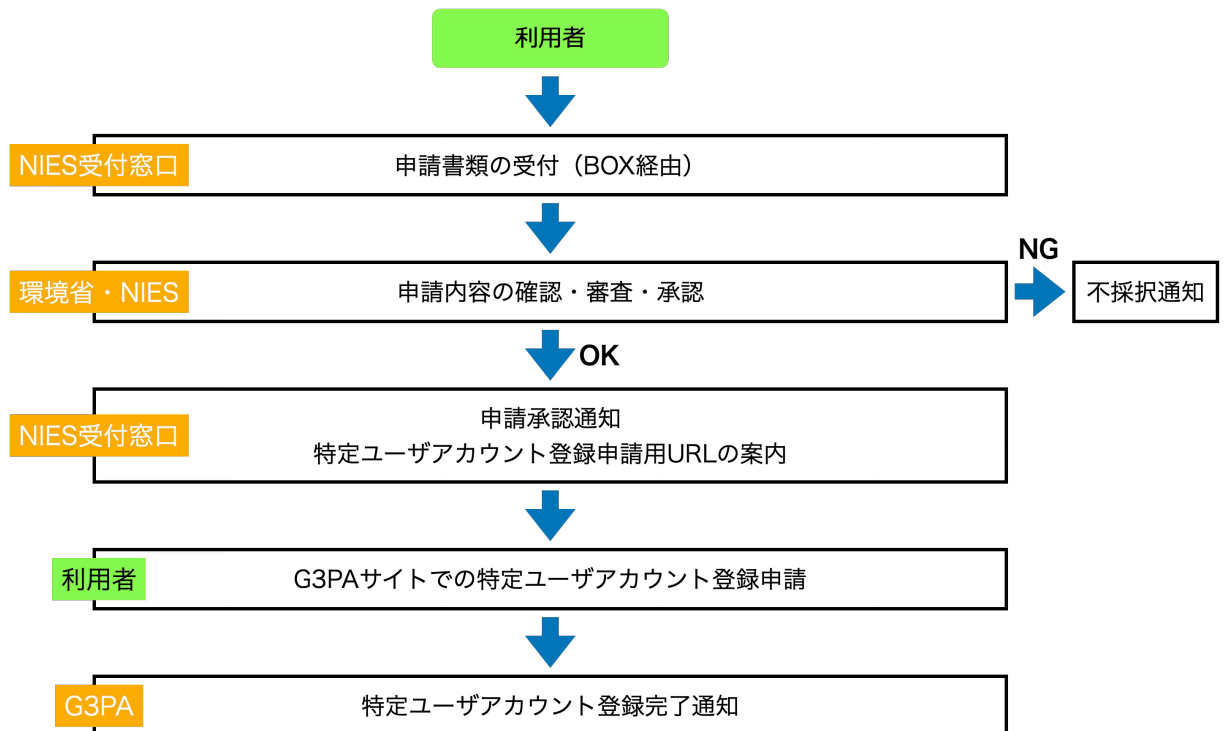 利用者
NIES受付窓口
申請書類の受付（BOX経由）
環境省・NIES
申請内容の確認・審査・承認
NG
不採択通知
OK
NIES受付窓口
申請承認通知
特定ユーザアカウント登録申請用URLの案内
利用者
G3PAサイトでの特定ユーザアカウント登録申請
G3PA
特定ユーザアカウント登録完了通知